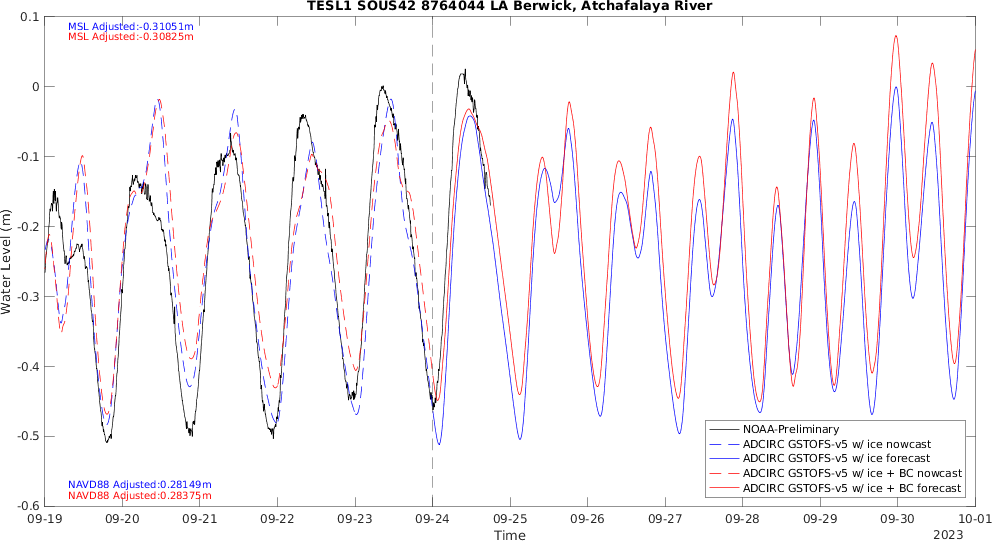 TESL1 SOUS42 8764044 LA Berwick, Atchafalaya River
MSL Adjusted:-0.31051m
MSL Adjusted:-0.30825m
0.1
0
-0.1
-0.2
-0.3
-0.4
-0.5
-0.6
Water Level (m)
NOAA-Preliminary
ADCIRC GSTOFS-v5 w/ ice nowcast
ADCIRC GSTOFS-v5 w/ ice forecast
ADCIRC GSTOFS-v5 w/ ice + BC nowcast
ADCIRC GSTOFS-v5 w/ ice + BC forecast
NAVD88 Adjusted:0.28149m
NAVD88 Adjusted:0.28375m
09-19 09-20 09-21 09-22 09-23 09-24 09-25 09-26 09-27 09-28 09-29 09-30 10-01
Time
2023